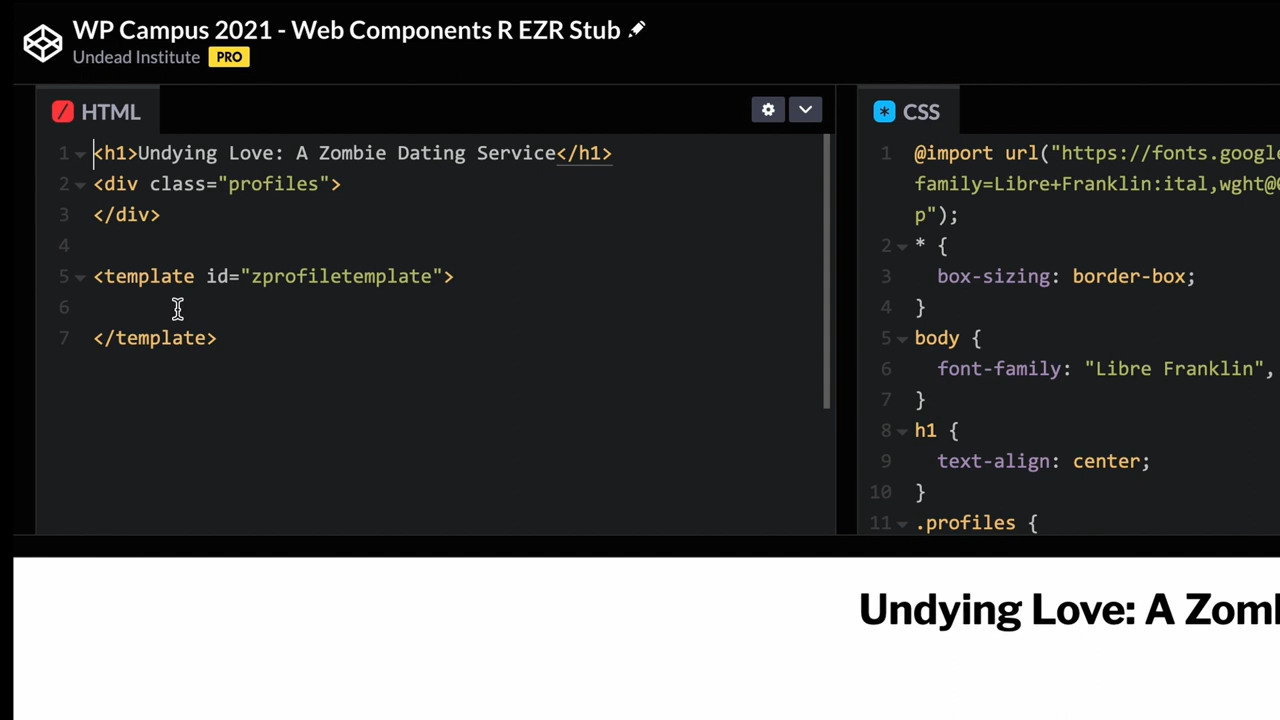 WP Campus 2021 - Web Components R EZR Stub
Undead Institute PRO
HTML
1 <h1>Undying Love: A Zombie Dating Service</h1>
2 <div class="profiles">
3 </div>
4
5 <template id="zprofiletemplate">
6
7 </template>
CSS
1 @import url("https://fonts.google
family=Libre+Franklin:ital,wght@
p");
2 * {
3 box-sizing: border-box;
4 }
5 body {
6 font-family: "Libre Franklin",
7 }
8 h1 {
9 text-align: center;
10 }
11 .profiles {
Undying Love: A Zom